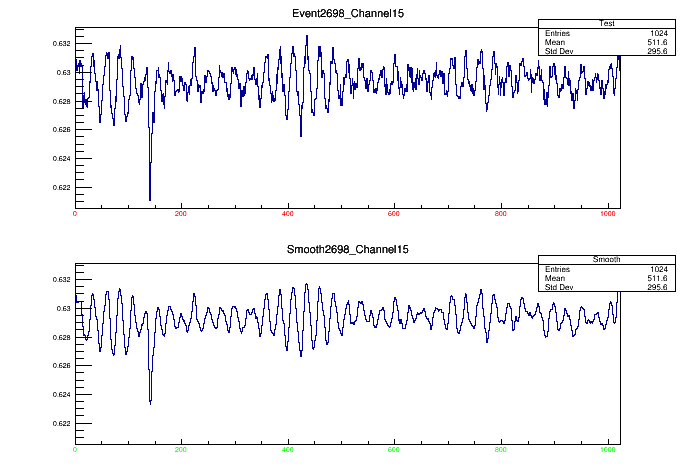 Event2698_Channel15
Test
Entries 1024
Mean 511.6
Std Dev 295.6
0.632
0.63
0.628
0.626
0.624
0.622
0 200 400 600 800 1000
Smooth2698_Channel15
Smooth
Entries 1024
Mean 511.6
Std Dev 295.6
0.632
0.63
0.628
0.626
0.624
0.622
0 200 400 600 800 1000